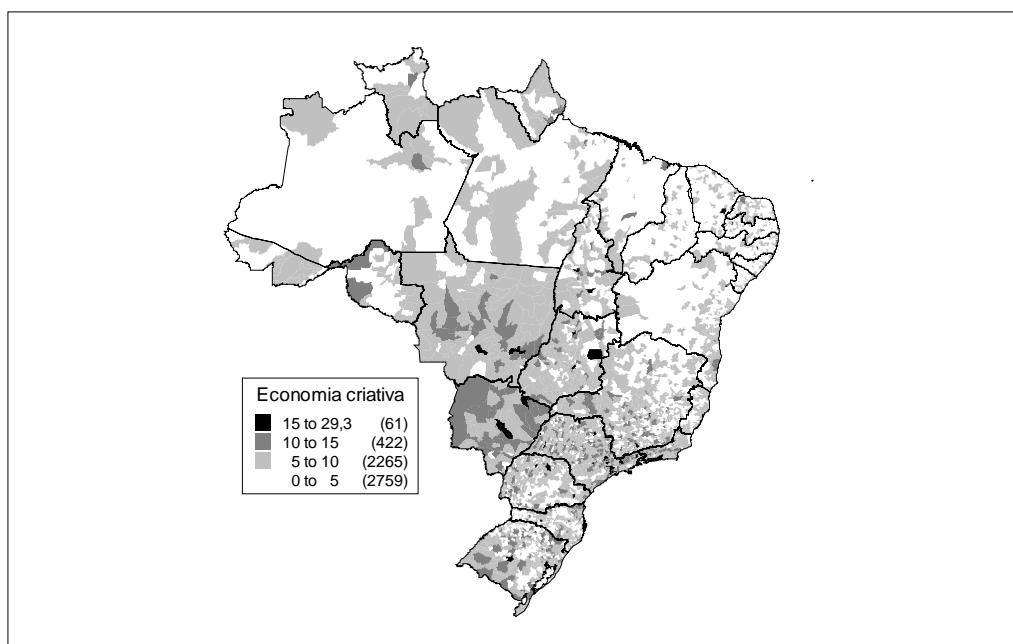 Economia criativa
15 to 29,3 (61)
10 to 15 (422)
5 to 10 (2265)
0 to 5 (2759)